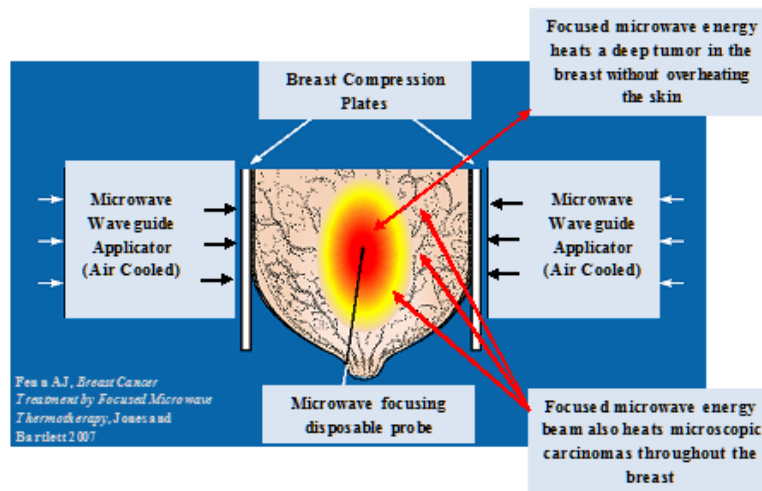 Focused microwave energy
heats a deep tumor in the
breast without overheating
the skin
Breast Compression
Plates
Microwave
Waveguide
Applicator
(Air Cooled)
Microwave
Waveguide
Applicator
(Air Cooled)
Fenn AJ, Breast Cancer
Treatment by Focused Microwave
Thermotherapy, Jones and
Bartlett 2007
Microwave focusing
disposable probe
Focused microwave energy
beam also heats microscopic
carcinomas throughout the
breast